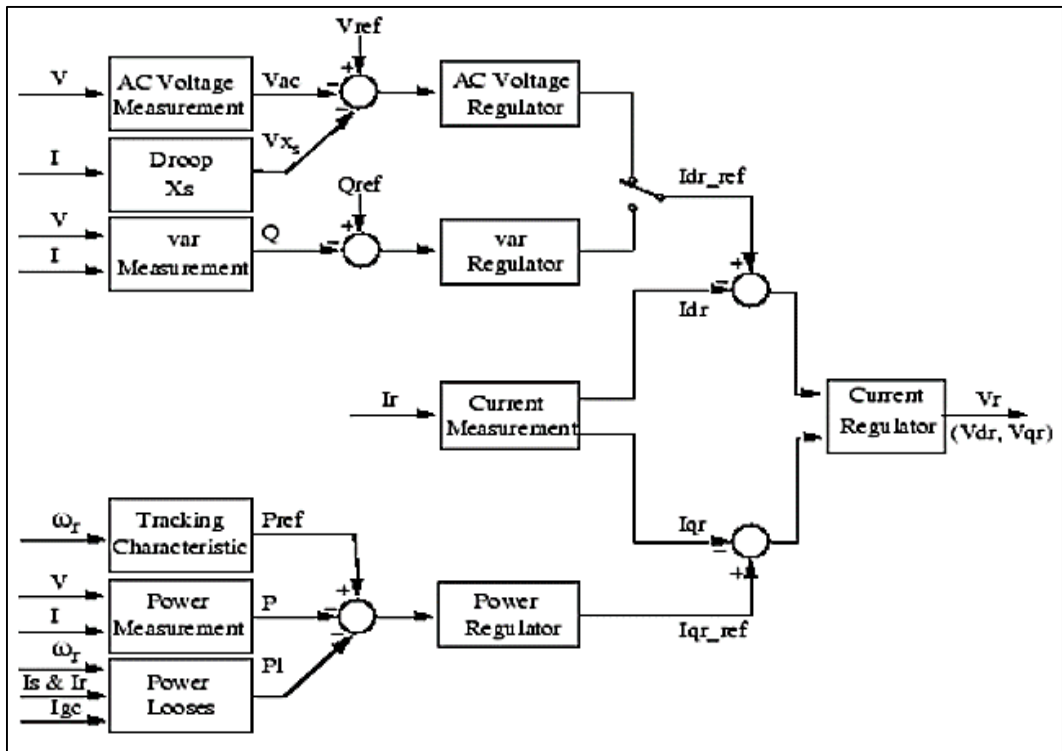 Vref
V
AC Voltage
Measurement
Vac
+
-
-
AC Voltage
Regulator
I
Droop
Xs
Vxs
Qref
V
I
var
Measurement
Q
+
-
var
Regulator
Idr_ref
+
-
Idr
Ir
Current
Measurement
Current
Regulator
Vr
(Vdr, Vqr)
Iqr
-
+
Iqr_ref
ωr
Tracking
Characteristic
Pref
V
I
Power
Measurement
P
+
-
-
Power
Regulator
ωr
Is & Ir
Igc
Power
Looses
Pl